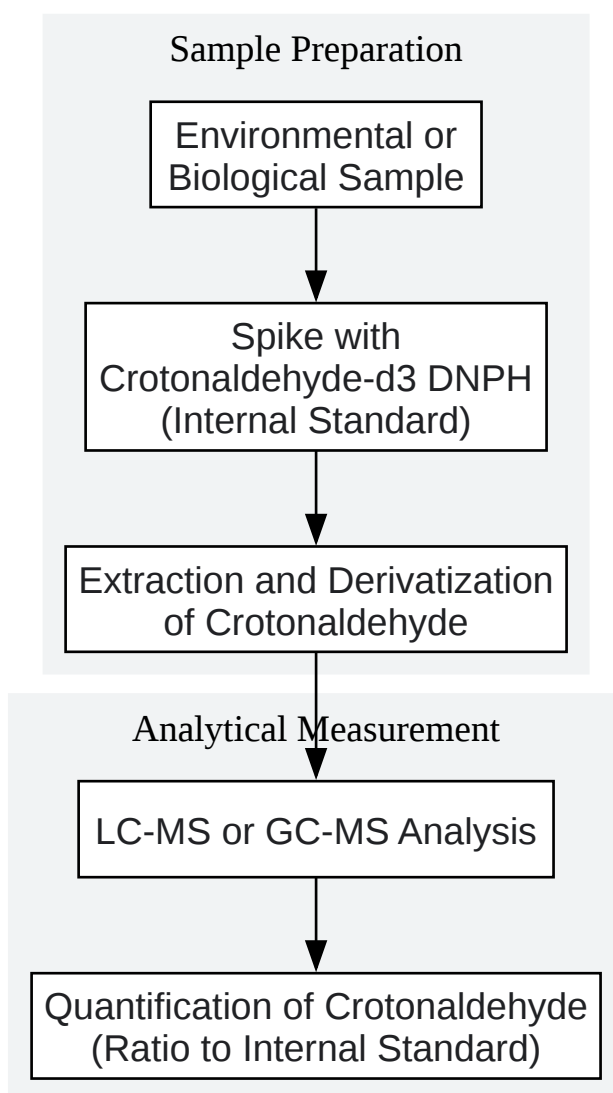 Sample Preparation
Environmental or
Biological Sample
Spike with
Crotonaldehyde-d3 DNPH
(Internal Standard)
Extraction and Derivatization
of Crotonaldehyde
Analytical Measurement
LC-MS or GC-MS Analysis
Quantification of Crotonaldehyde
(Ratio to Internal Standard)